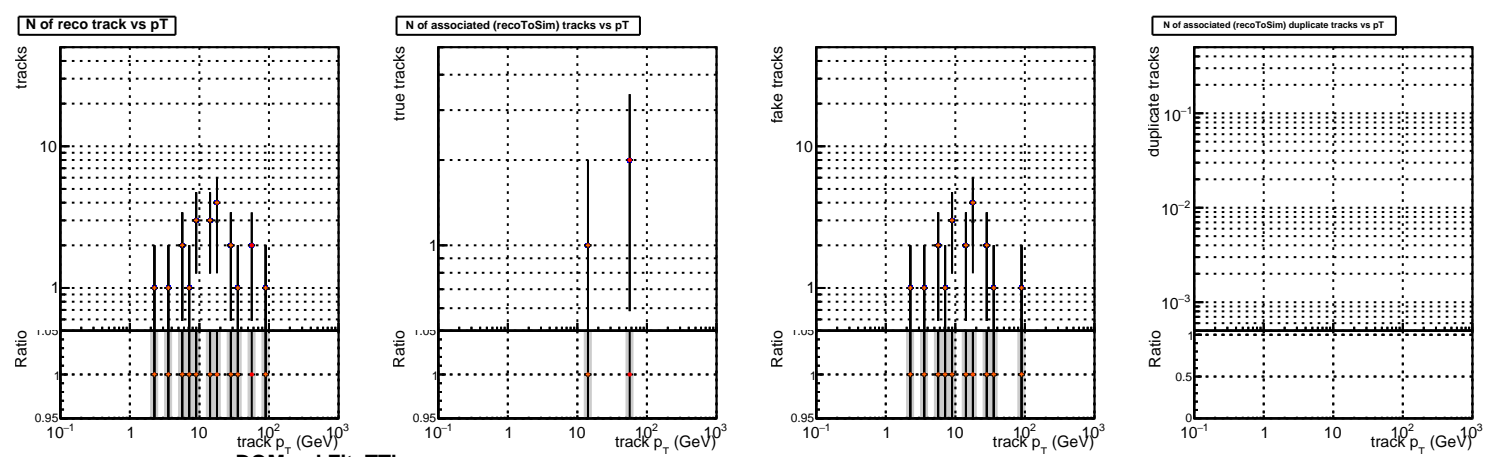 N of reco track vs pT
tracks
10
1
1.05
Ratio
1
0.95
10⁻¹ 1 10 10² 10³
track p_T (GeV)
N of associated (recoToSim) tracks vs pT
true tracks
1
1.05
Ratio
1
0.95
10⁻¹ 1 10 10² 10³
track p_T (GeV)
fake tracks
10
1
1.05
Ratio
1
0.95
10⁻¹ 1 10 10² 10³
track p_T (GeV)
N of associated (recoToSim) duplicate tracks vs pT
duplicate tracks
10⁻¹
10⁻²
10⁻³
Ratio
1
0.5
0
10⁻¹ 1 10 10² 10³
track p_T (GeV)